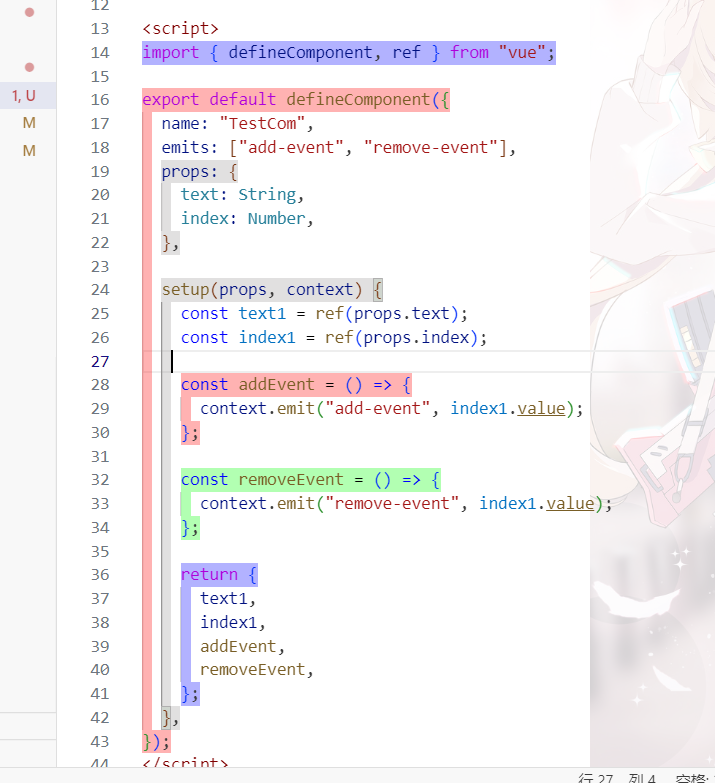 12
13 <script>
14 import { defineComponent, ref } from "vue";
15
1, U 16 export default defineComponent({
M 17   name: "TestCom",
M 18   emits: ["add-event", "remove-event"],
19   props: {
20     text: String,
21     index: Number,
22   },
23
24   setup(props, context) {
25     const text1 = ref(props.text);
26     const index1 = ref(props.index);
27
28     const addEvent = () => {
29       context.emit("add-event", index1.value);
30     };
31
32     const removeEvent = () => {
33       context.emit("remove-event", index1.value);
34     };
35
36     return {
37       text1,
38       index1,
39       addEvent,
40       removeEvent,
41     };
42   },
43 });
44 </script>
行 27, 列 4 空格: